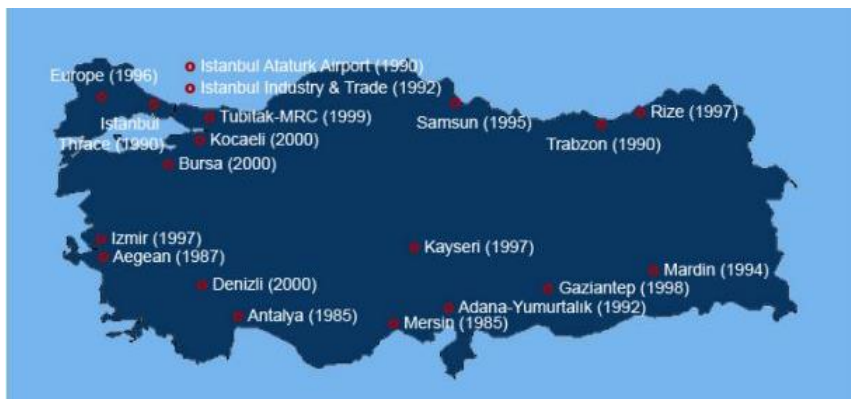 Istanbul Ataturk Airport (1990)
Europe (1996)
Istanbul Industry & Trade (1992)
Rize (1997)
Tubitak-MRC (1999)
Samsun (1995)
Istanbul
Thrace (1990)
Kocaeli (2000)
Trabzon (1990)
Bursa (2000)
Izmir (1997)
Kayseri (1997)
Aegean (1987)
Mardin (1994)
Denizli (2000)
Gaziantep (1998)
Adana-Yumurtalık (1992)
Antalya (1985)
Mersin (1985)